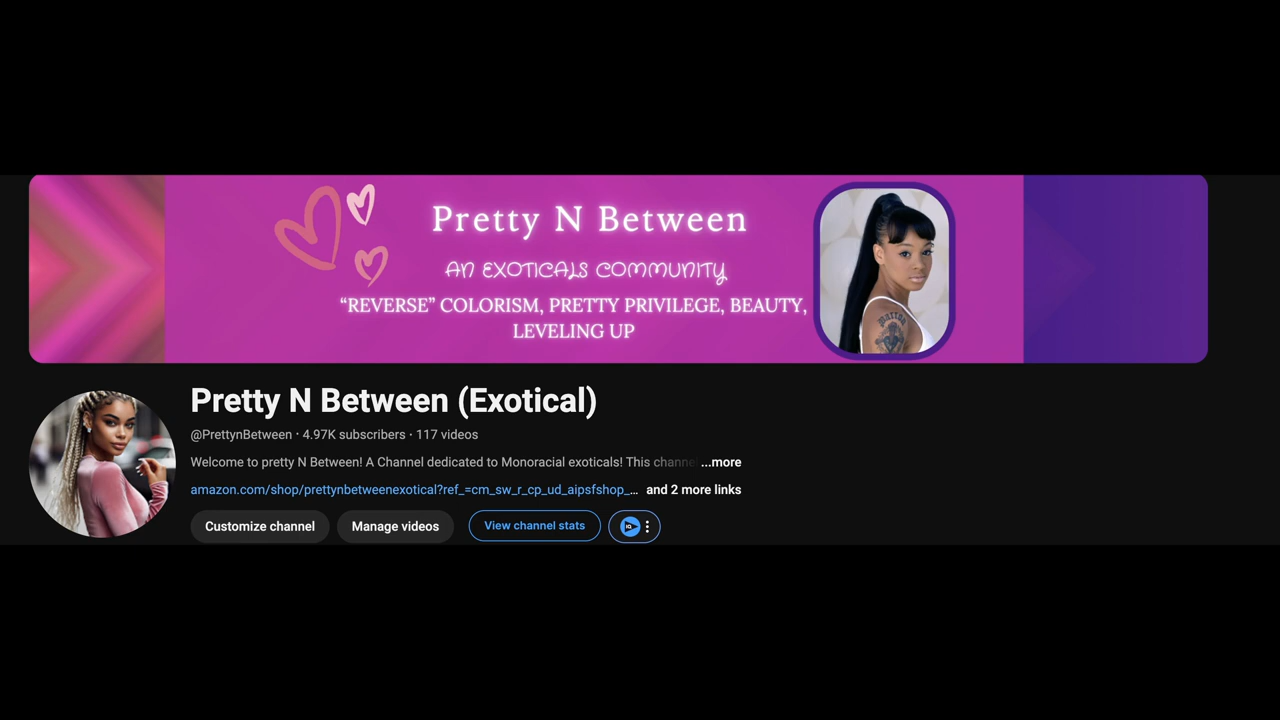 Pretty N Between
AN EXOTICALS COMMUNITY
“REVERSE” COLORISM, PRETTY PRIVILEGE, BEAUTY,
LEVELING UP
Pretty N Between (Exotical)
@PrettynBetween · 4.97K subscribers · 117 videos
Welcome to pretty N Between! A Channel dedicated to Monoracial exoticals! This channel ...more
amazon.com/shop/prettynbetweenexotical?ref_=cm_sw_r_cp_ud_aipsfshop_... and 2 more links
Customize channel Manage videos View channel stats